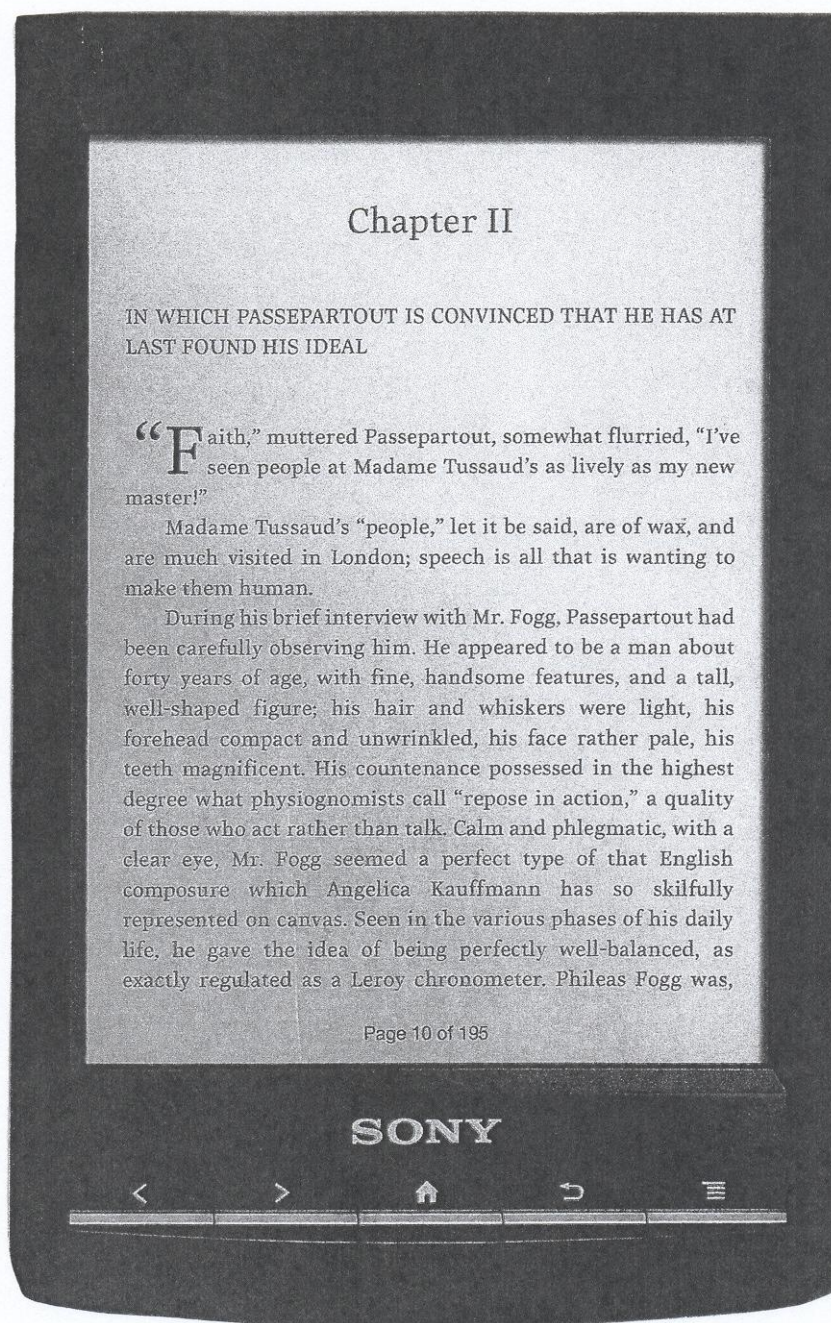 Chapter II
IN WHICH PASSEPARTOUT IS CONVINCED THAT HE HAS AT
LAST FOUND HIS IDEAL
“Faith,” muttered Passepartout, somewhat flurried, “I’ve
seen people at Madame Tussaud’s as lively as my new
master!”
Madame Tussaud’s “people,” let it be said, are of wax, and
are much visited in London; speech is all that is wanting to
make them human.
During his brief interview with Mr. Fogg, Passepartout had
been carefully observing him. He appeared to be a man about
forty years of age, with fine, handsome features, and a tall,
well-shaped figure; his hair and whiskers were light, his
forehead compact and unwrinkled, his face rather pale, his
teeth magnificent. His countenance possessed in the highest
degree what physiognomists call “repose in action,” a quality
of those who act rather than talk. Calm and phlegmatic, with a
clear eye, Mr. Fogg seemed a perfect type of that English
composure which Angelica Kauffmann has so skilfully
represented on canvas. Seen in the various phases of his daily
life, he gave the idea of being perfectly well-balanced, as
exactly regulated as a Leroy chronometer. Phileas Fogg was,
Page 10 of 195
SONY